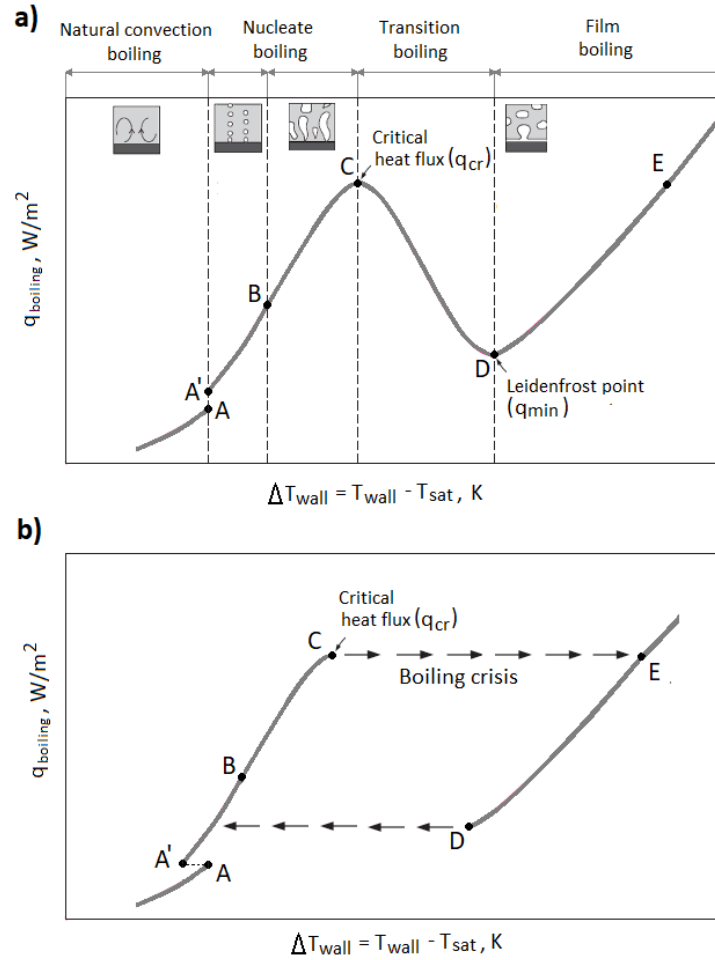 a)
Natural convection
boiling
Nucleate
boiling
Transition
boiling
Film
boiling
Critical
heat flux (qcr)
C
E
B
A'
A
D
Leidenfrost point
(qmin)
qboiling, W/m²
ΔTwall = Twall - Tsat, K
b)
Critical
heat flux (qcr)
C
Boiling crisis
E
B
D
A'
A
qboiling, W/m²
ΔTwall = Twall - Tsat, K